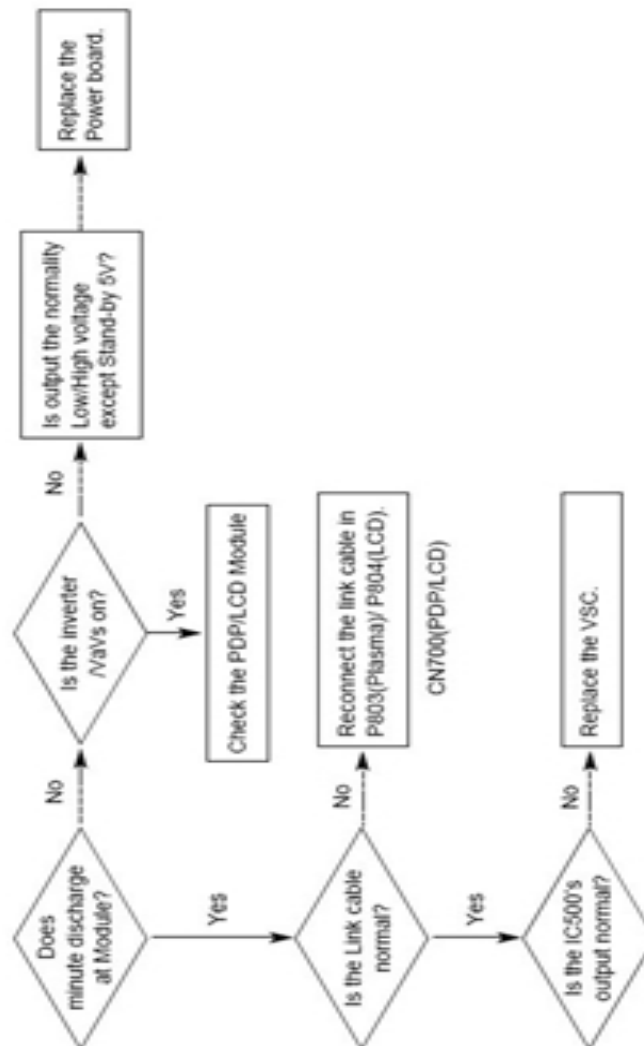 Does
minute discharge
at Module?
No
Is the inverter
/VaVs on?
No
Is output the normality
Low/High voltage
except Stand-by 5V?
Replace the
Power board.
Yes
Check the PDP/LCD Module
Yes
Is the Link cable
normal?
No
Reconnect the link cable in
P803(Plasma)/ P804(LCD).
CN700(PDP/LCD)
Yes
Is the IC500's
output normal?
No
Replace the VSC.